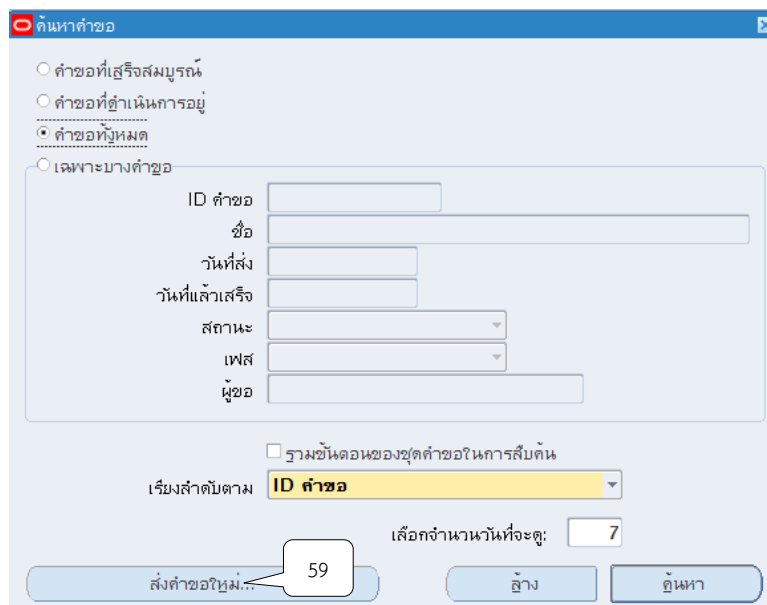 ค้นหาคำขอ
คำขอที่เสร็จสมบูรณ์
คำขอที่ดำเนินการอยู่
คำขอทั้งหมด
เฉพาะบางคำขอ
ID คำขอ
ชื่อ
วันที่ส่ง
วันที่แล้วเสร็จ
สถานะ
เฟส
ผู้ขอ
รวมขั้นตอนของชุดคำขอในการสืบค้น
เรียงลำดับตาม ID คำขอ
เลือกจำนวนวันที่จะดู: 7
ส่งคำขอใหม่... 59 ล้าง ค้นหา